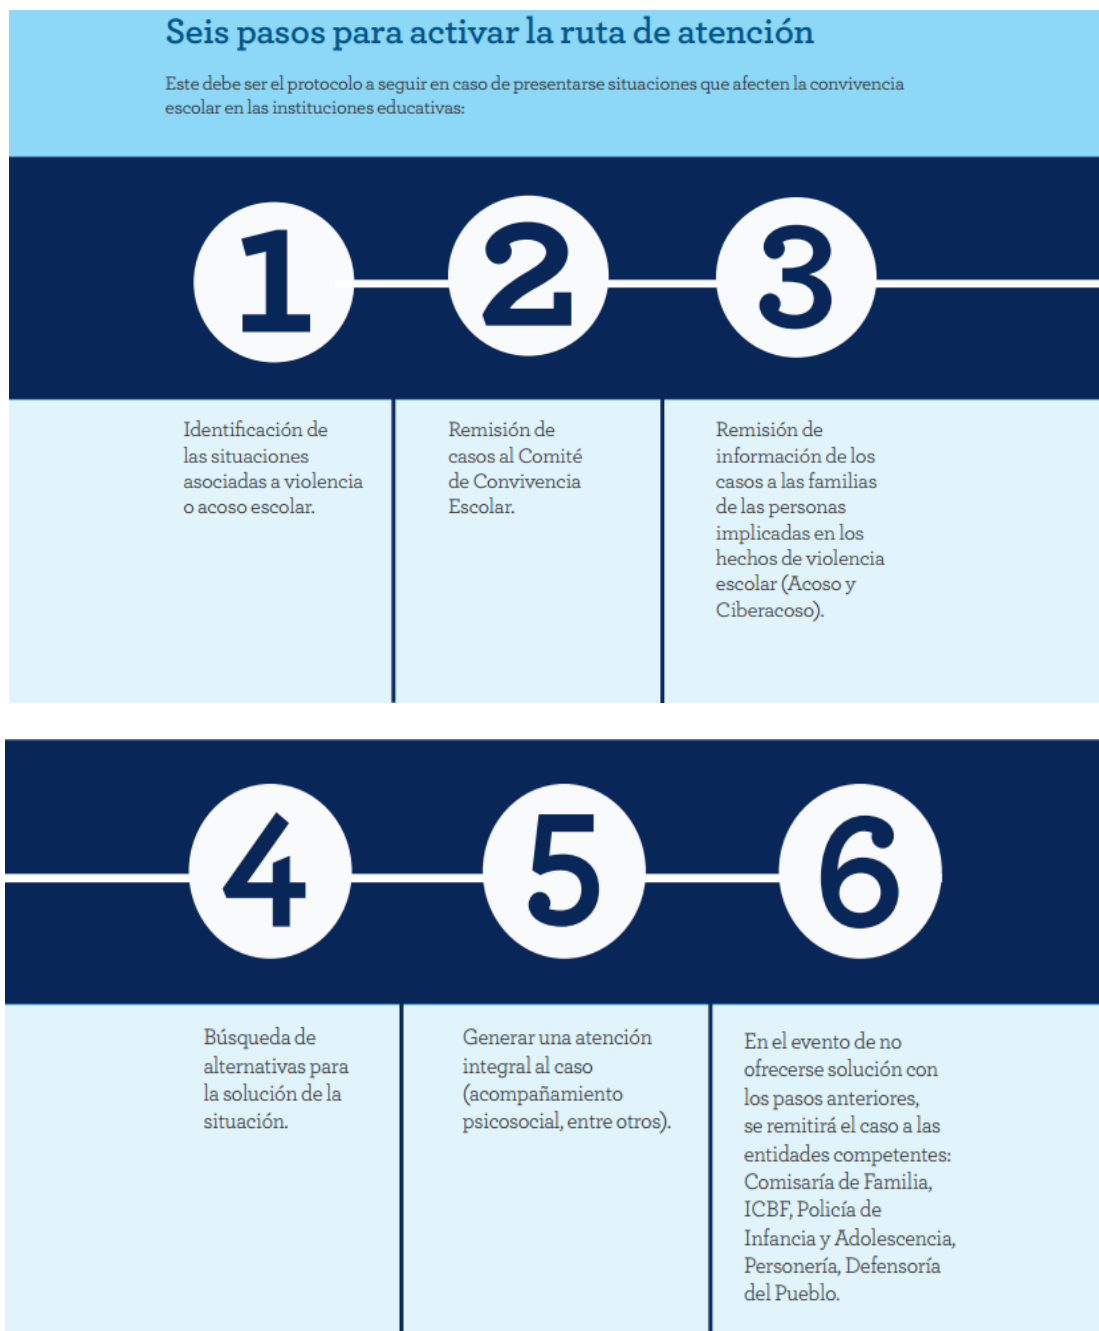 Seis pasos para activar la ruta de atención
Este debe ser el protocolo a seguir en caso de presentarse situaciones que afecten la convivencia
escolar en las instituciones educativas:
1
2
3
Identificación de
las situaciones
asociadas a violencia
o acoso escolar.
Remisión de
casos al Comité
de Convivencia
Escolar.
Remisión de
información de los
casos a las familias
de las personas
implicadas en los
hechos de violencia
escolar (Acoso y
Ciberacoso).
4
5
6
Búsqueda de
alternativas para
la solución de la
situación.
Generar una atención
integral al caso
(acompañamiento
psicosocial, entre otros).
En el evento de no
ofrecerse solución con
los pasos anteriores,
se remitirá el caso a las
entidades competentes:
Comisaría de Familia,
ICBF, Policía de
Infancia y Adolescencia,
Personería, Defensoría
del Pueblo.